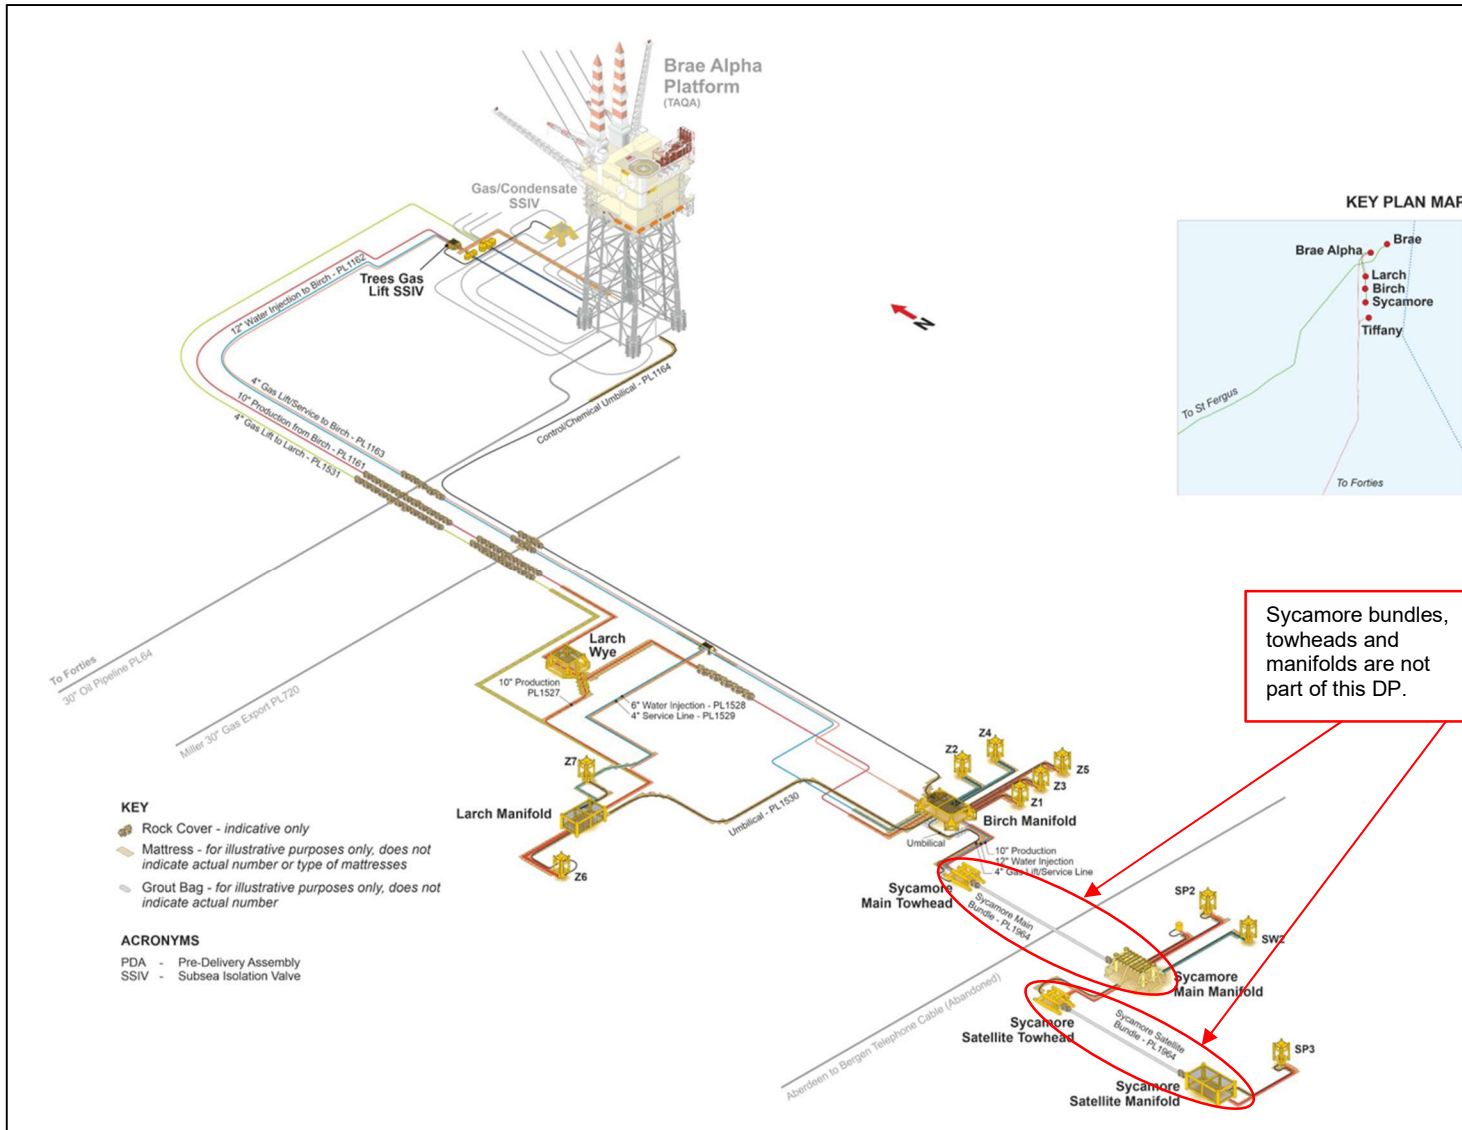 Brae Alpha
Platform
(TAQA)
Gas/Condensate
SSIV
Trees Gas
Lift SSIV
12" Water Injection to Birch - PL1162
4" Gas Lift/Service to Birch - PL1163
10" Production from Birch - PL1161
4" Gas Lift to Larch - PL1531
Control/Chemical Umbilical - PL1164
N
KEY PLAN MAP
Brae
Brae Alpha
Larch
Birch
Sycamore
Tiffany
To St Fergus
To Forties
Sycamore bundles,
towheads and
manifolds are not
part of this DP.
To Forties
30" Oil Pipeline PL64
Miller 30" Gas Export PL720
Larch
Wye
10" Production
PL1527
6" Water Injection - PL1528
4" Service Line - PL1529
Z7
Larch Manifold
Z6
Umbilical - PL1530
Z2
Z4
Z5
Z3
Z1
Birch Manifold
Umbilical
10" Production
12" Water Injection
4" Gas Lift/Service Line
Sycamore
Main Towhead
Sycamore Main
Bundle - PL1964
SP2
SW2
Sycamore
Main Manifold
Sycamore
Satellite Towhead
Sycamore Satellite
Bundle - PL1964
SP3
Sycamore
Satellite Manifold
Aberdeen to Bergen Telephone Cable (Abandoned)
KEY
Rock Cover - indicative only
Mattress - for illustrative purposes only, does not
indicate actual number or type of mattresses
Grout Bag - for illustrative purposes only, does not
indicate actual number
ACRONYMS
PDA - Pre-Delivery Assembly
SSIV - Subsea Isolation Valve